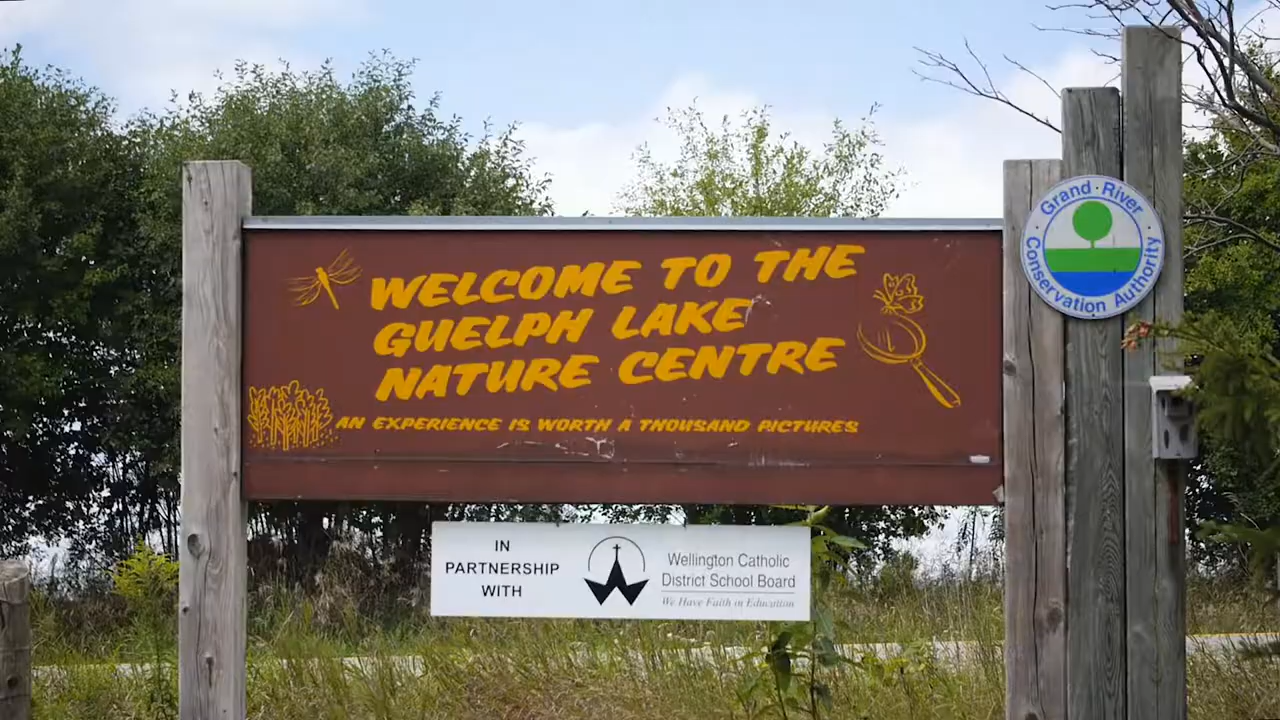 WELCOME TO THE
GUELPH LAKE
NATURE CENTRE
AN EXPERIENCE IS WORTH A THOUSAND PICTURES
Grand River
Conservation Authority
IN
PARTNERSHIP
WITH
Wellington Catholic
District School Board
We Have Faith in Education